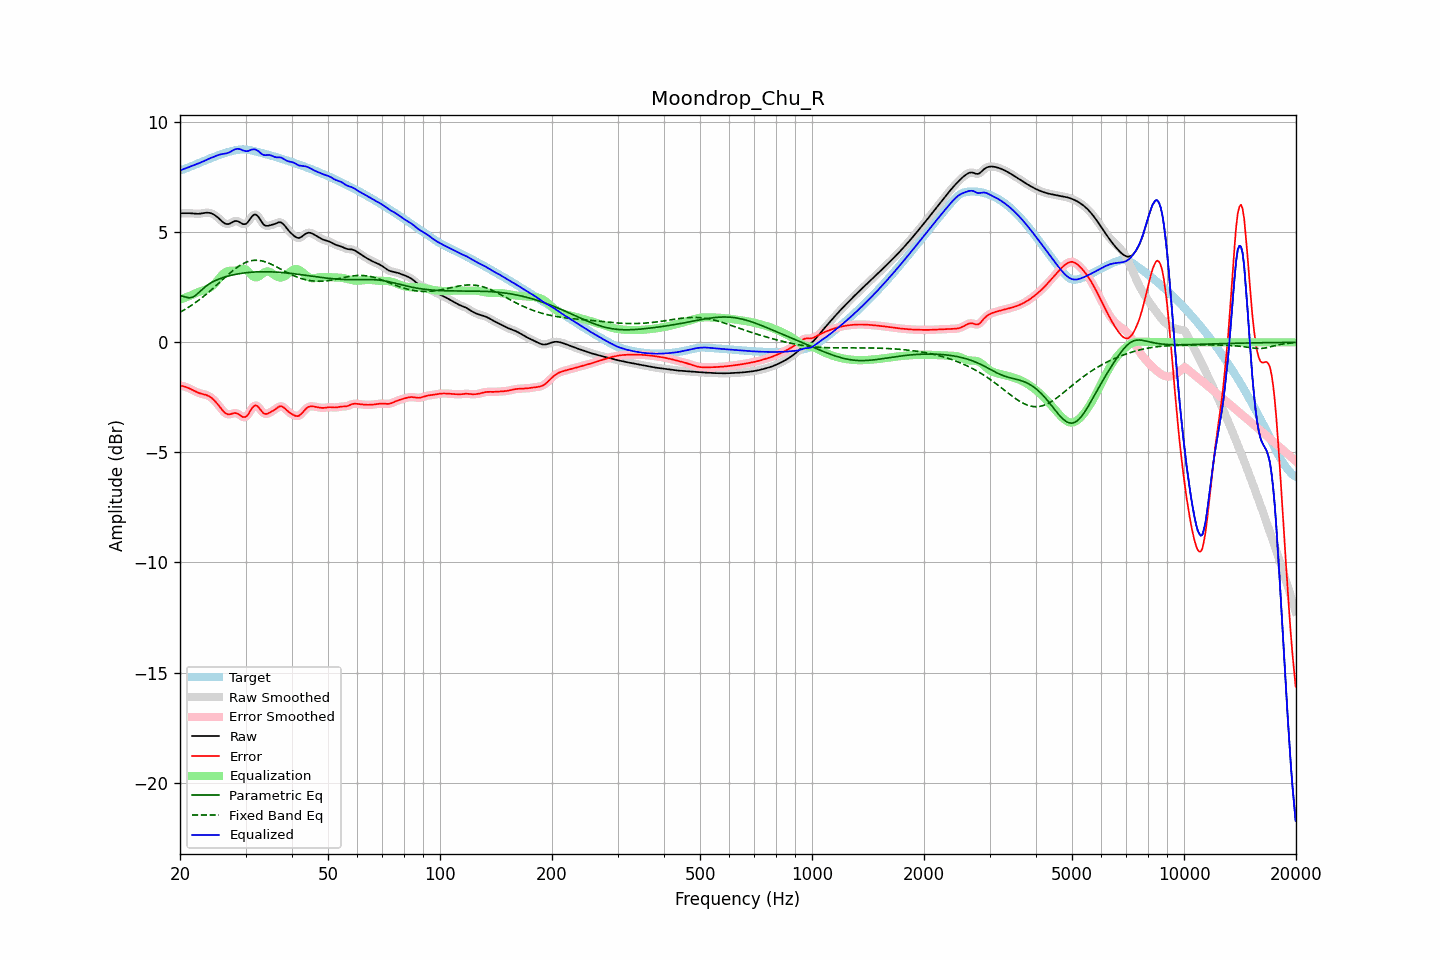 Moondrop_Chu_R
Amplitude (dBr)
10
5
0
−5
−10
−15
−20
Target
Raw Smoothed
Error Smoothed
Raw
Error
Equalization
Parametric Eq
Fixed Band Eq
Equalized
20 50 100 200 500 1000 2000 5000 10000 20000
Frequency (Hz)